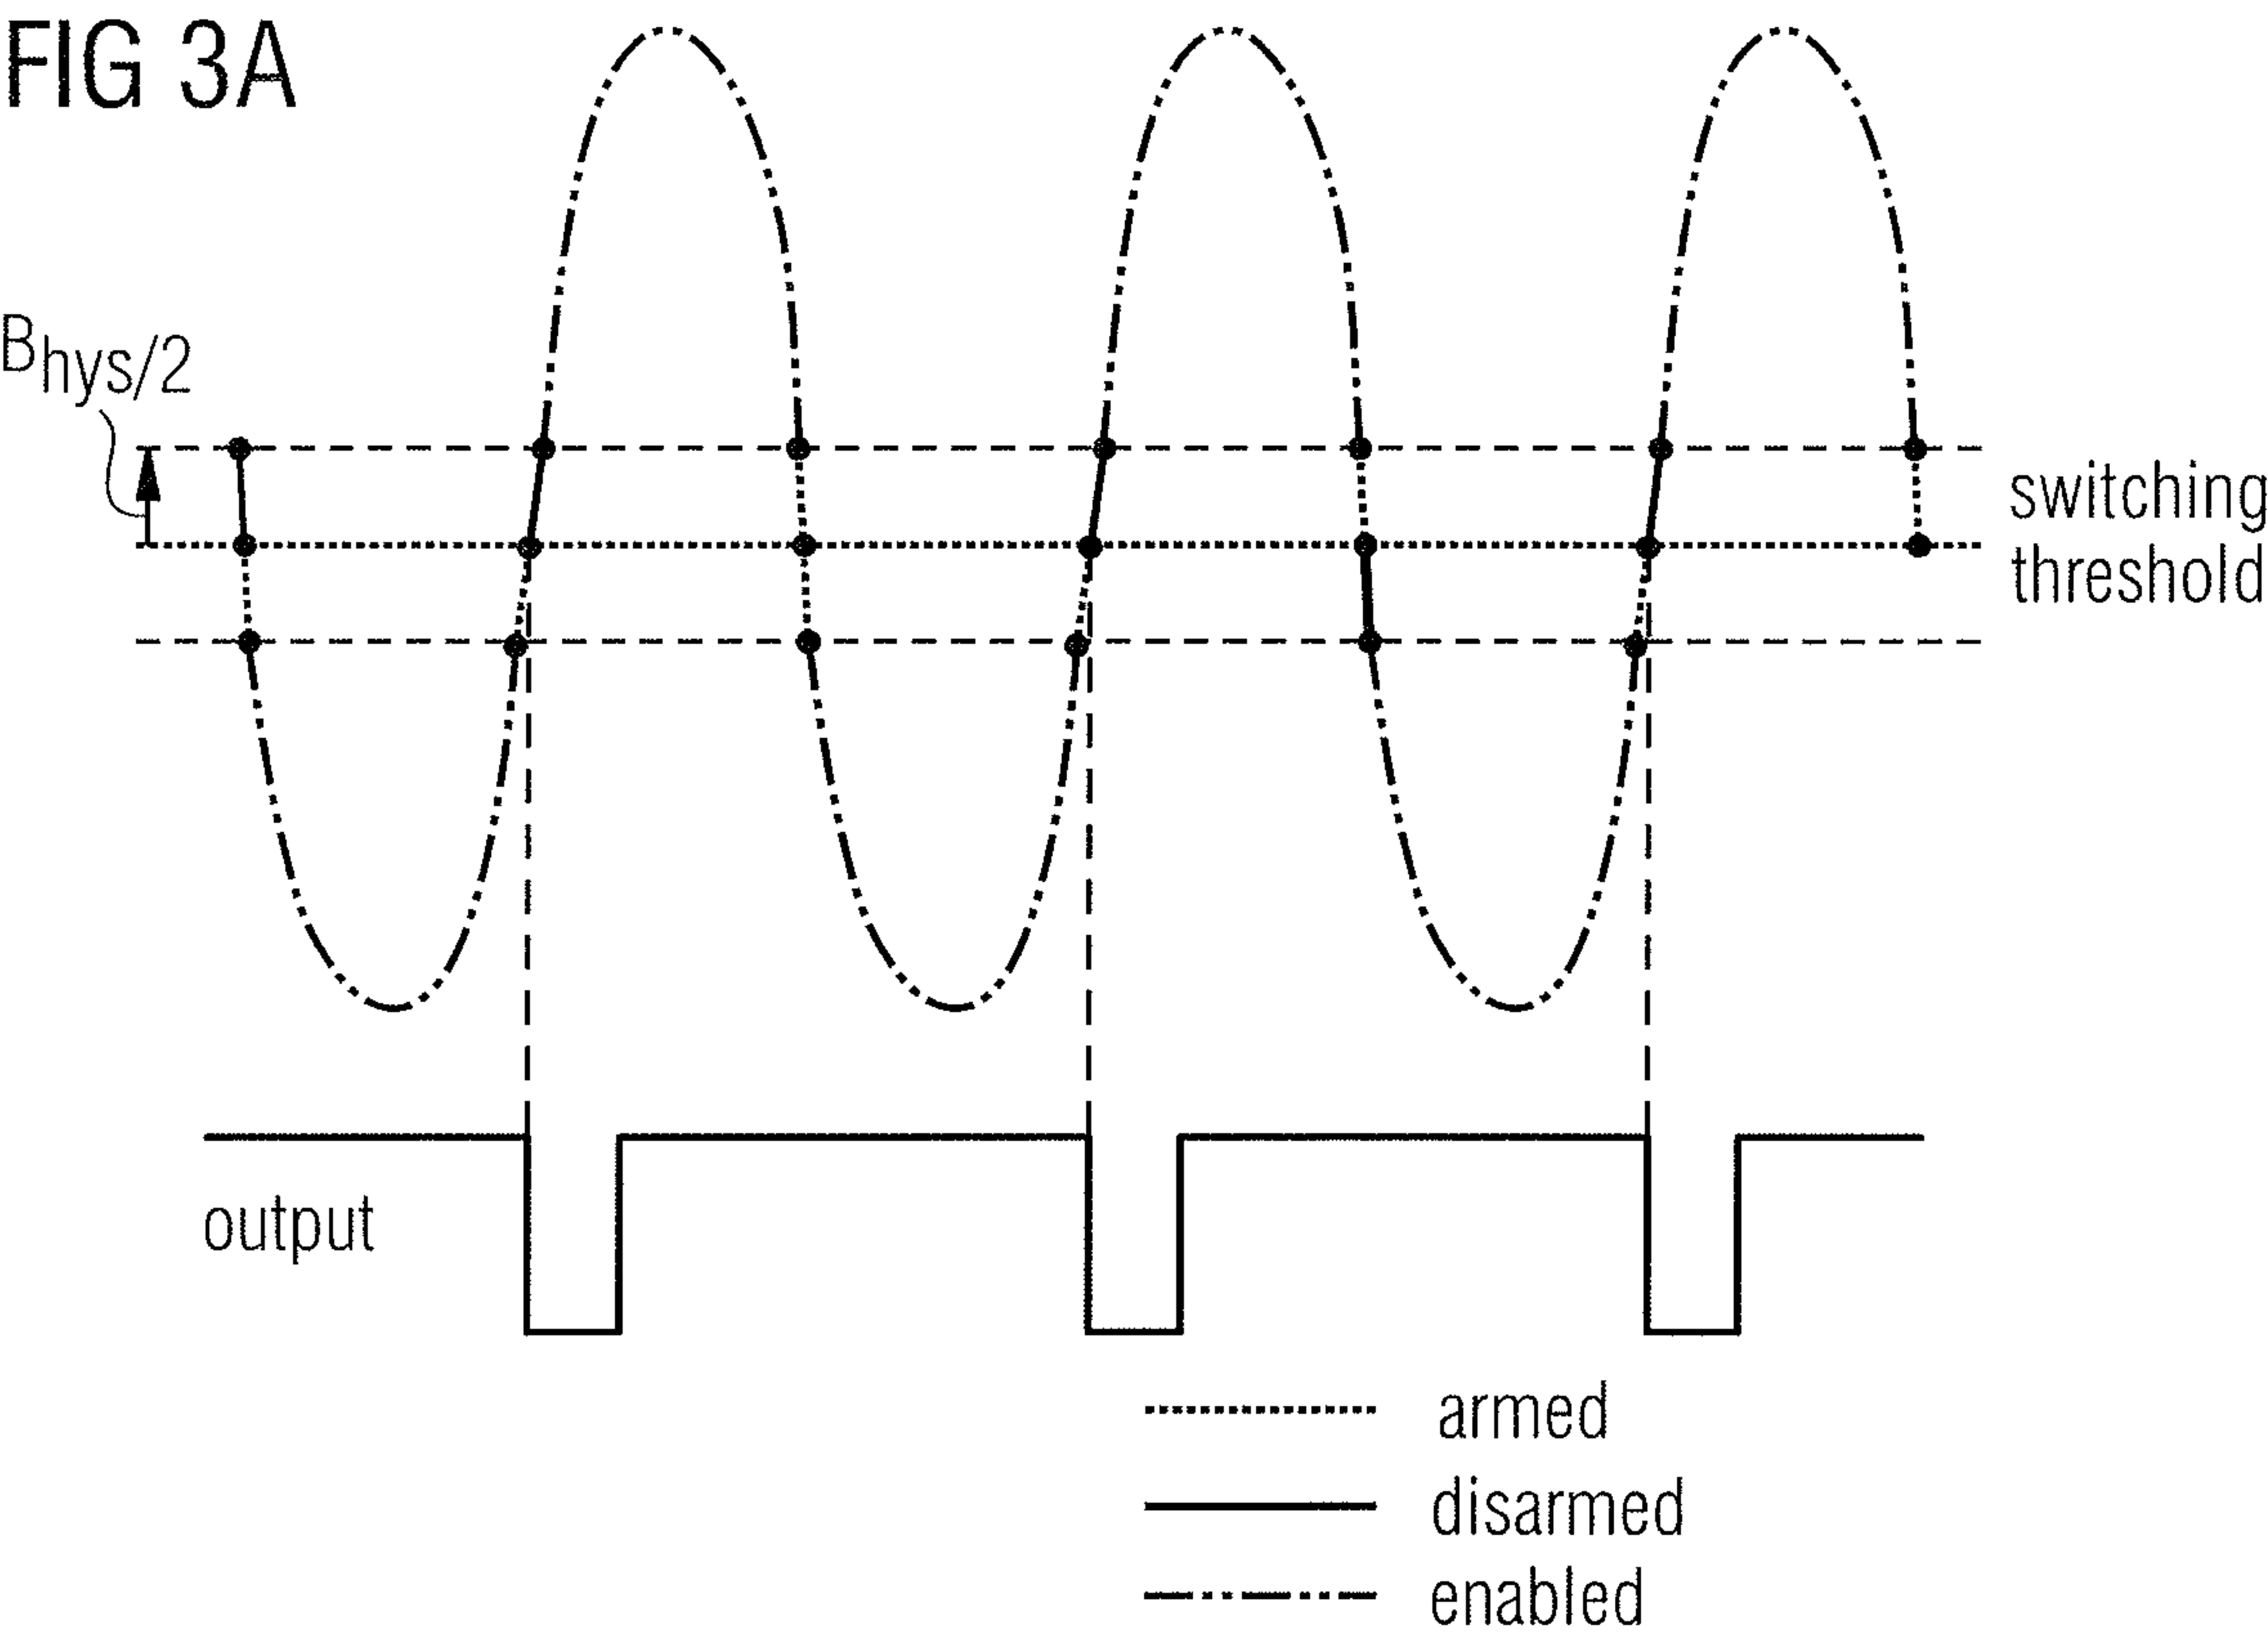 FIG 3A
Bhys/2
switching
threshold
output
armed
disarmed
enabled